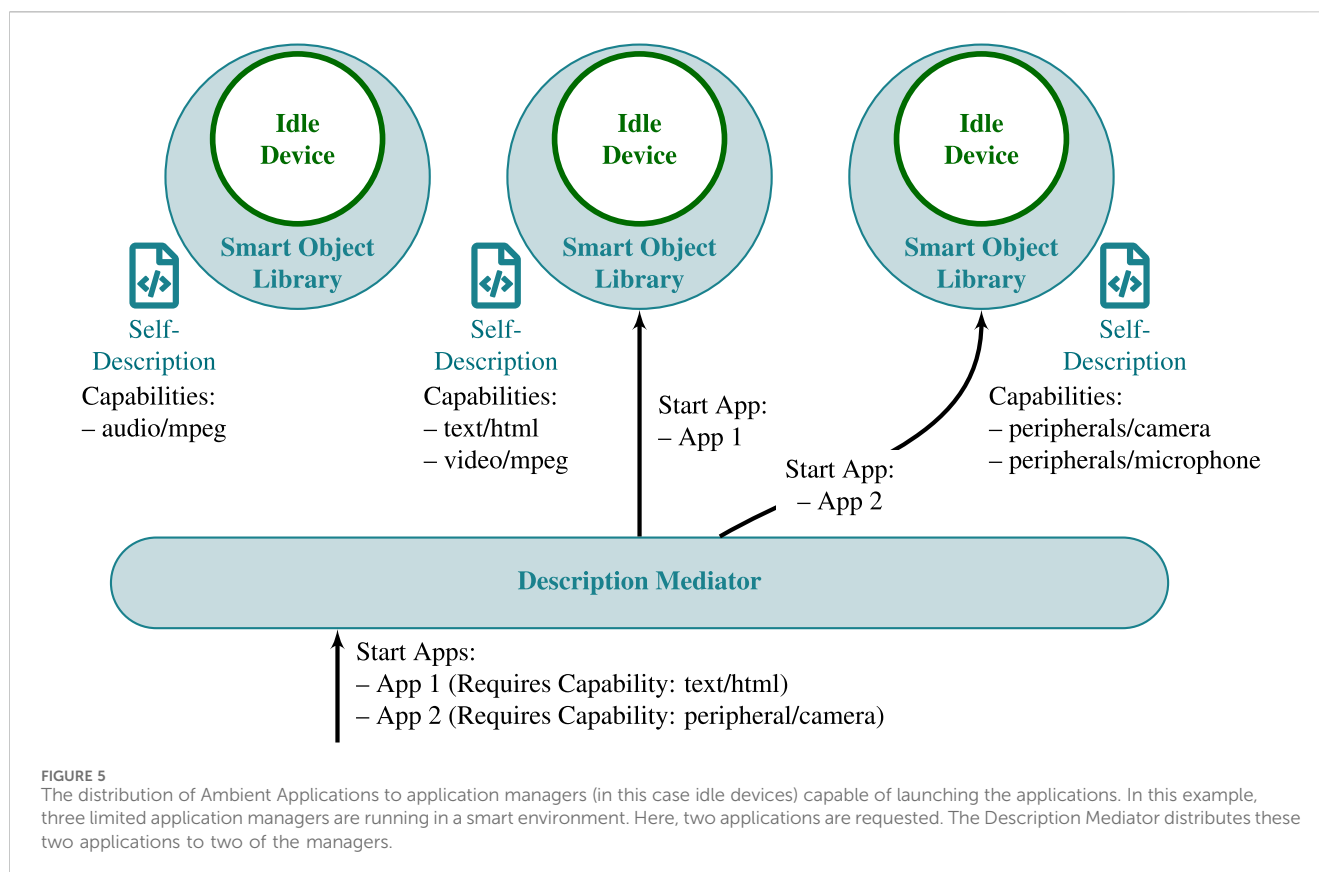 Idle
Device
Smart Object
Library
Idle
Device
Smart Object
Library
Idle
Device
Smart Object
Library
Self-
Description
Capabilities:
– audio/mpeg
Self-
Description
Capabilities:
– text/html
– video/mpeg
Start App:
– App 1
Start App:
– App 2
Self-
Description
Capabilities:
– peripherals/camera
– peripherals/microphone
Description Mediator
Start Apps:
– App 1 (Requires Capability: text/html)
– App 2 (Requires Capability: peripheral/camera)
FIGURE 5
The distribution of Ambient Applications to application managers (in this case idle devices) capable of launching the applications. In this example,
three limited application managers are running in a smart environment. Here, two applications are requested. The Description Mediator distributes these
two applications to two of the managers.